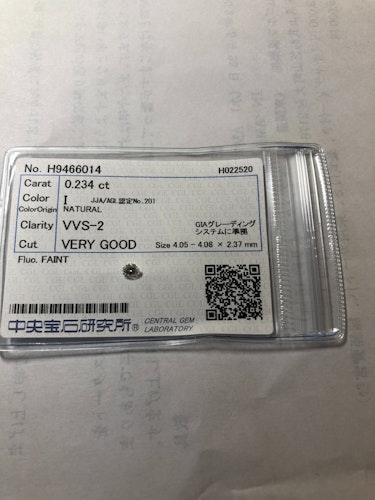 No. H9466014 H022520
Carat 0.234 ct
Color I JJA/AGL認定No.201
ColorOrigin NATURAL
Clarity VVS-2 GIAグレーディング
システムに準拠
Cut VERY GOOD Size 4.05 - 4.08 × 2.37 mm
Fluo. FAINT
中央宝石研究所® CENTRAL GEM
LABORATORY